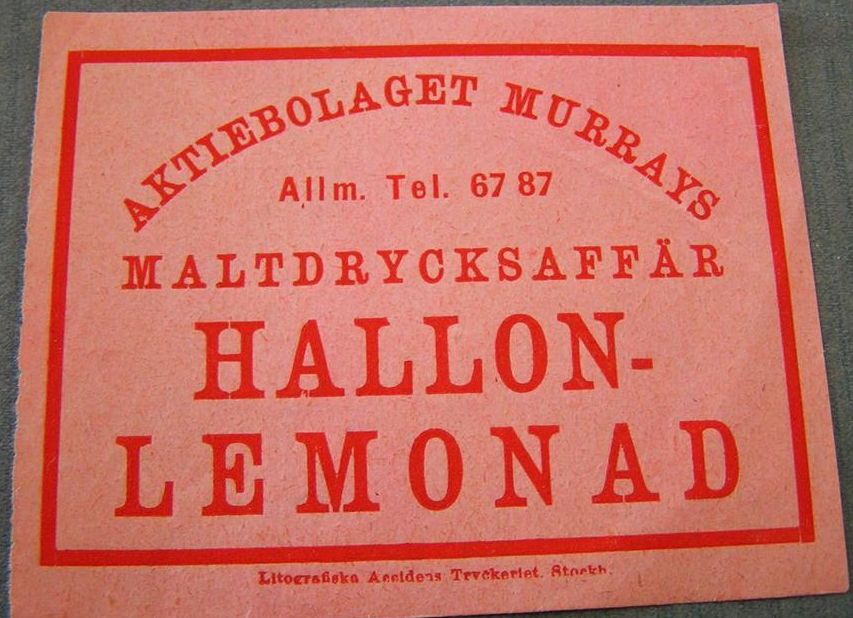 AKTIEBOLAGET MURRAYS
Allm. Tel. 67 87
MALTDRYCKSAFFÄR
HALLON-
LEMONAD
Litografiska Accidens Tryckeriet. Stockh.